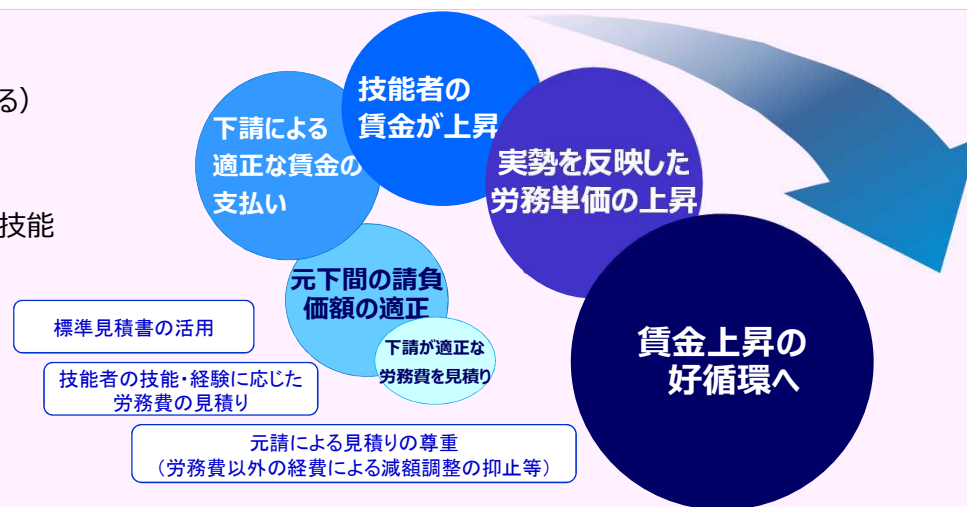 る）
技能
技能者の
賃金が上昇
下請による
適正な賃金の
支払い
実勢を反映した
労務単価の上昇
元下間の請負
価額の適正
下請が適正な
労務費を見積り
賃金上昇の
好循環へ
標準見積書の活用
技能者の技能・経験に応じた
労務費の見積り
元請による見積りの尊重
（労務費以外の経費による減額調整の抑止等）